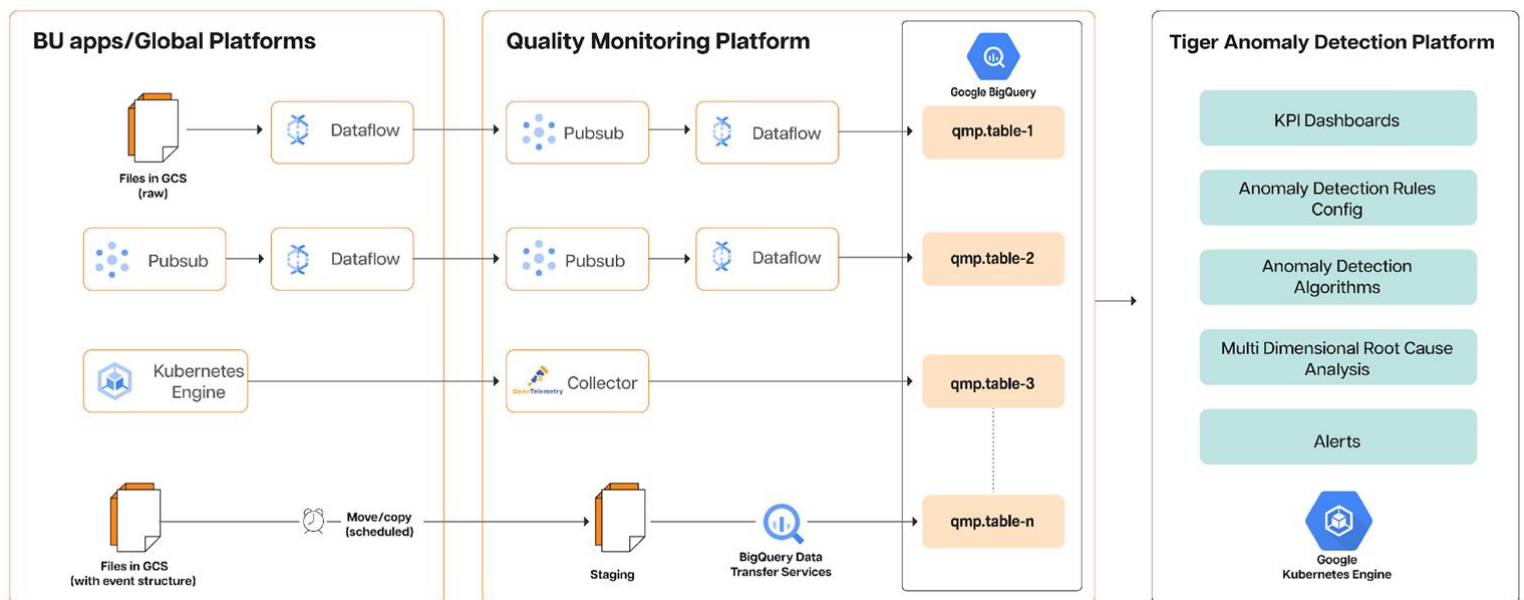 BU apps/Global Platforms
Quality Monitoring Platform
Google BigQuery
Tiger Anomaly Detection Platform
Files in GCS
(raw)
Dataflow
Pubsub
Dataflow
qmp.table-1
Pubsub
Dataflow
Pubsub
Dataflow
qmp.table-2
Kubernetes
Engine
OpenTelemetry
Collector
qmp.table-3
Files in GCS
(with event structure)
Move/copy
(scheduled)
Staging
BigQuery Data
Transfer Services
qmp.table-n
KPI Dashboards
Anomaly Detection Rules
Config
Anomaly Detection
Algorithms
Multi Dimensional Root Cause
Analysis
Alerts
Google
Kubernetes Engine